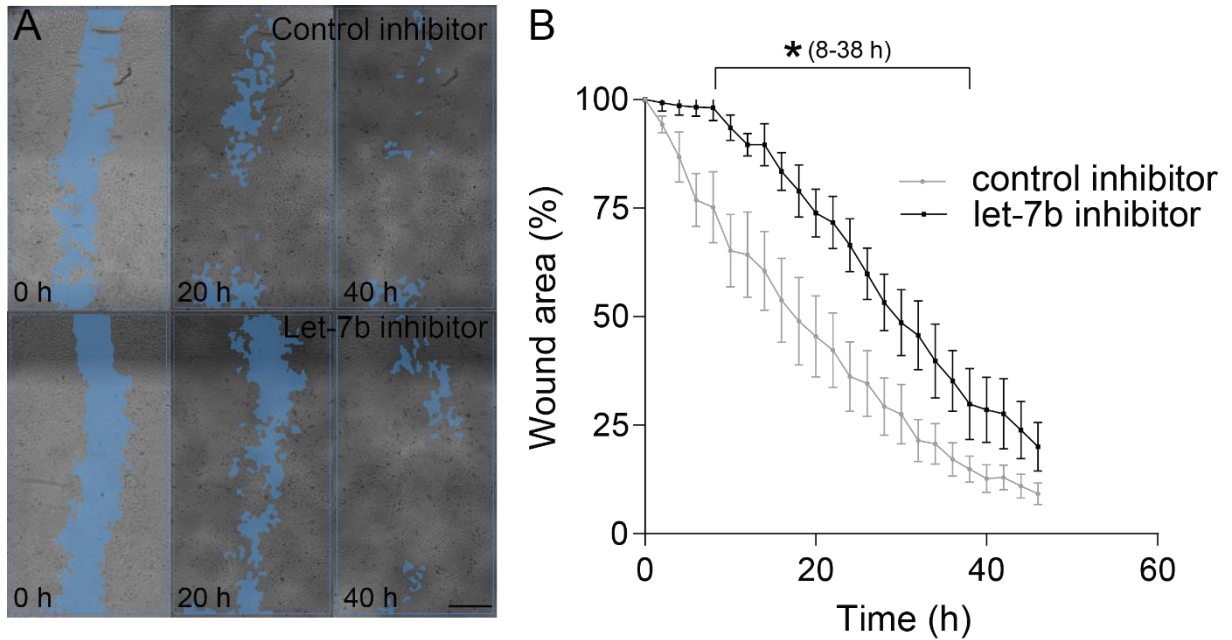 A
Control inhibitor
0 h
20 h
40 h
Let-7b inhibitor
0 h
20 h
40 h
B
* (8-38 h)
100
75
50
25
0
Wound area (%)
control inhibitor
let-7b inhibitor
0
20
40
60
Time (h)